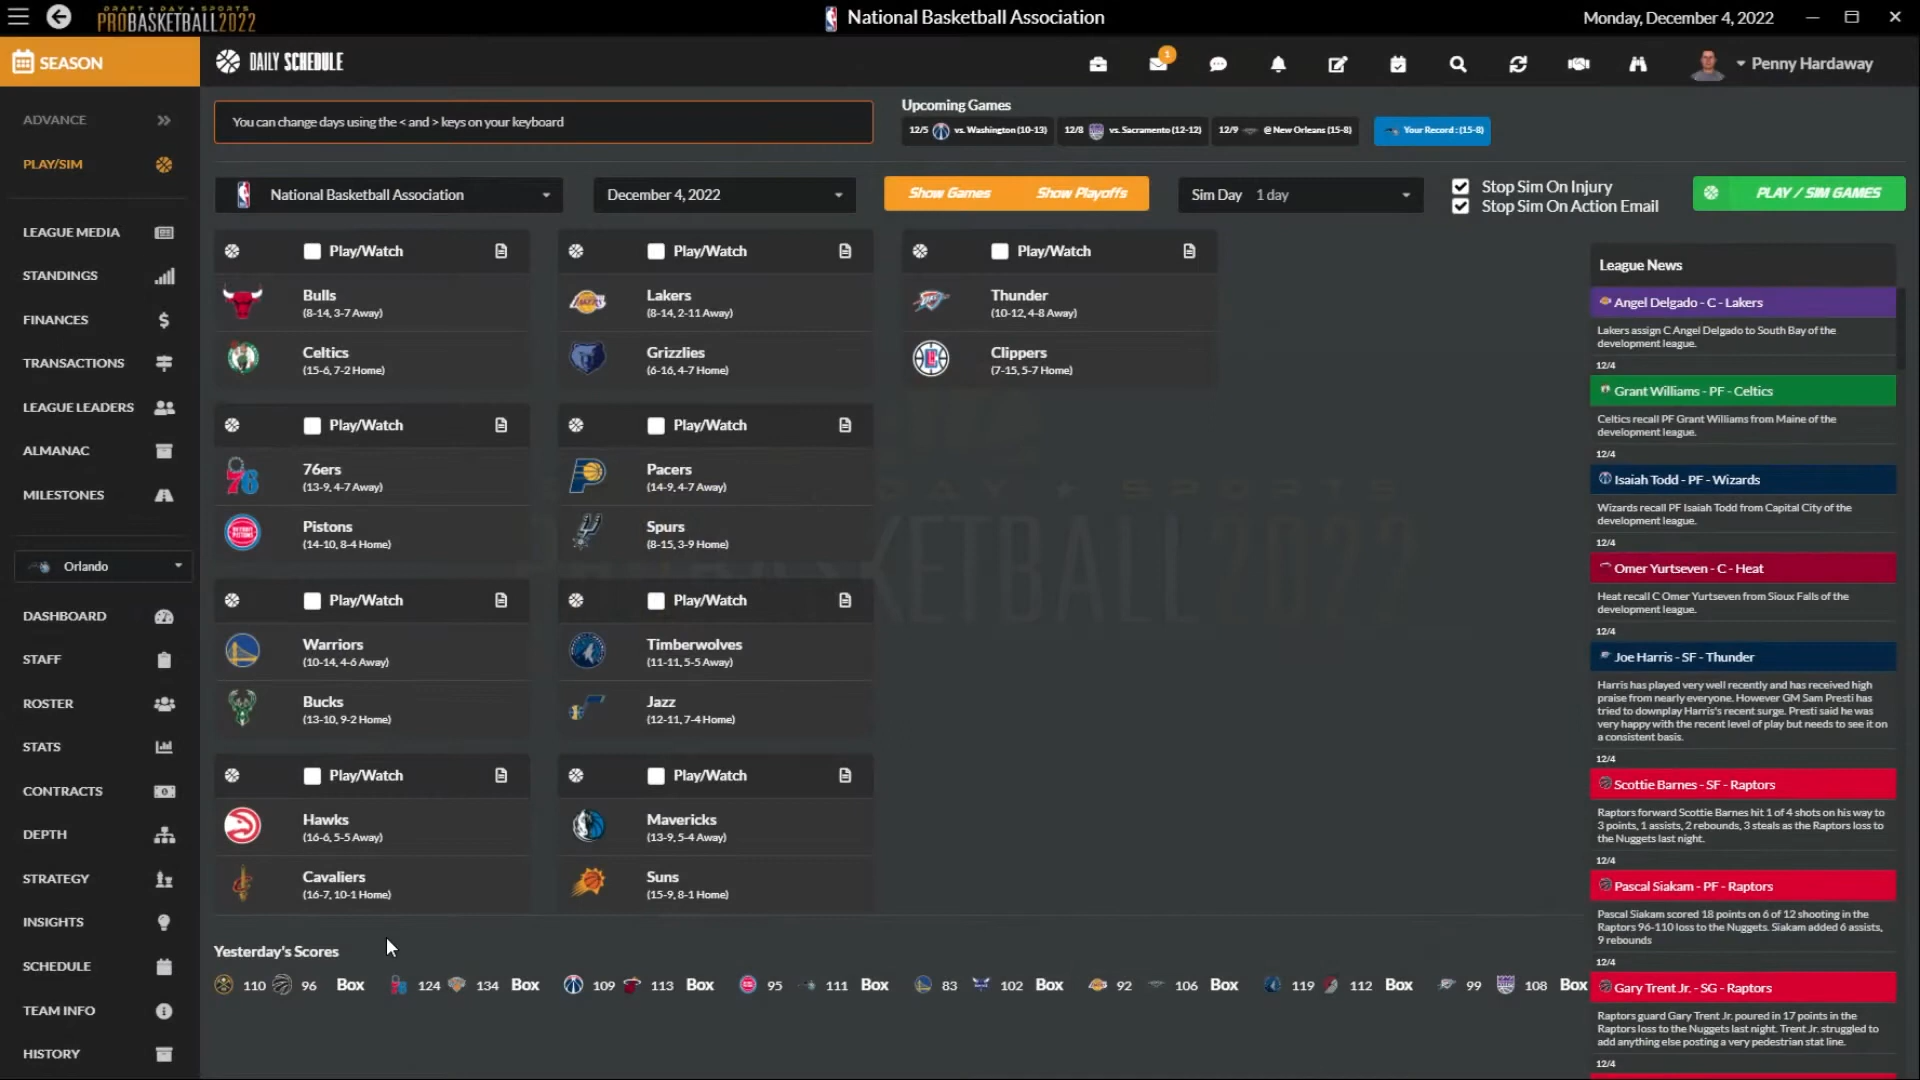 DRAFT · DAY · SPORTS
PROBASKETBALL2022
National Basketball Association
Monday, December 4, 2022
SEASON
DAILY SCHEDULE
1
Penny Hardaway
ADVANCE
PLAY/SIM
LEAGUE MEDIA
STANDINGS
FINANCES
TRANSACTIONS
LEAGUE LEADERS
ALMANAC
MILESTONES
Orlando
DASHBOARD
STAFF
ROSTER
STATS
CONTRACTS
DEPTH
STRATEGY
INSIGHTS
SCHEDULE
TEAM INFO
HISTORY
You can change days using the < and > keys on your keyboard
Upcoming Games
12/5 vs. Washington (10-13) 12/8 vs. Sacramento (12-12) 12/9 @ New Orleans (15-8) Your Record : (15-8)
National Basketball Association
December 4, 2022
Show Games Show Playoffs
Sim Day 1 day
Stop Sim On Injury
Stop Sim On Action Email
PLAY / SIM GAMES
Play/Watch
Bulls
(8-14, 3-7 Away)
Celtics
(15-6, 7-2 Home)
Play/Watch
Lakers
(8-14, 2-11 Away)
Grizzlies
(6-16, 4-7 Home)
Play/Watch
Thunder
(10-12, 4-8 Away)
Clippers
(7-15, 5-7 Home)
Play/Watch
76ers
(13-9, 4-7 Away)
Pistons
(14-10, 8-4 Home)
Play/Watch
Pacers
(14-9, 4-7 Away)
Spurs
(8-15, 3-9 Home)
Play/Watch
Warriors
(10-14, 4-6 Away)
Bucks
(13-10, 9-2 Home)
Play/Watch
Timberwolves
(11-11, 5-5 Away)
Jazz
(12-11, 7-4 Home)
Play/Watch
Hawks
(16-6, 5-5 Away)
Cavaliers
(16-7, 10-1 Home)
Play/Watch
Mavericks
(13-9, 5-4 Away)
Suns
(15-9, 8-1 Home)
Yesterday's Scores
110 96 Box 124 134 Box 109 113 Box 95 111 Box 83 102 Box 92 106 Box 119 112 Box 99 108 Box
League News
Angel Delgado - C - Lakers
Lakers assign C Angel Delgado to South Bay of the
development league.
12/4
Grant Williams - PF - Celtics
Celtics recall PF Grant Williams from Maine of the
development league.
12/4
Isaiah Todd - PF - Wizards
Wizards recall PF Isaiah Todd from Capital City of the
development league.
12/4
Omer Yurtseven - C - Heat
Heat recall C Omer Yurtseven from Sioux Falls of the
development league.
12/4
Joe Harris - SF - Thunder
Harris has played very well recently and has received high
praise from nearly everyone. However GM Sam Presti has
tried to downplay Harris's recent surge. Presti said he was
very happy with the recent level of play but needs to see it on
a consistent basis.
12/4
Scottie Barnes - SF - Raptors
Raptors forward Scottie Barnes hit 1 of 4 shots on his way to
3 points, 1 assists, 2 rebounds, 3 steals as the Raptors loss to
the Nuggets last night.
12/4
Pascal Siakam - PF - Raptors
Pascal Siakam scored 18 points on 6 of 12 shooting in the
Raptors 96-110 loss to the Nuggets. Siakam added 6 assists,
9 rebounds
12/4
Gary Trent Jr. - SG - Raptors
Raptors guard Gary Trent Jr. poured in 17 points in the
Raptors loss to the Nuggets last night. Trent Jr. struggled to
add anything else posting a very pedestrian stat line.
12/4